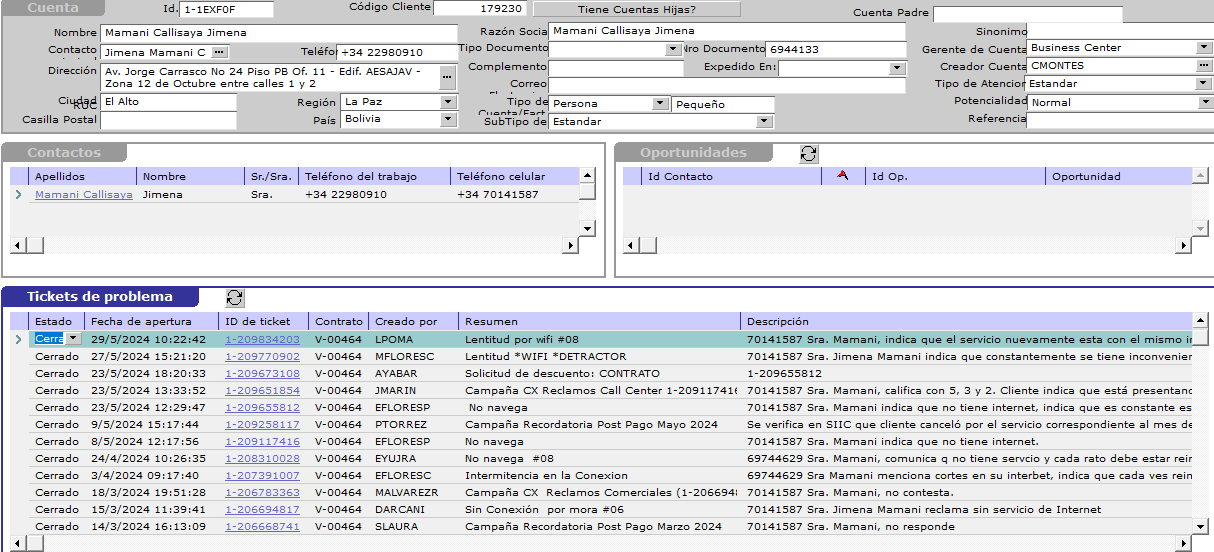 Cuenta Id. 1-1EXF0F Código Cliente 179230 Tiene Cuentas Hijas? Cuenta Padre
Nombre Mamani Callisaya Jimena Razón Socia Mamani Callisaya Jimena Sinonimo
Contacto Jimena Mamani C Teléfor +34 22980910 Tipo Documento Nro Documento 6944133 Gerente de Cuenta Business Center
Dirección Av. Jorge Carrasco No 24 Piso PB Of. 11 - Edif. AESAJAV - Complemento Expedido En: Creador Cuenta CMONTES
Zona 12 de Octubre entre calles 1 y 2 Correo Tipo de Atencior Estandar
Ciudad El Alto Región La Paz Tipo de Persona Pequeño Potencialidad Normal
RUC Cuenta/Fact
Casilla Postal País Bolivia SubTipo de Estandar Referencia
Contactos
Apellidos Nombre Sr./Sra. Teléfono del trabajo Teléfono celular
Mamani Callisaya Jimena Sra. +34 22980910 +34 70141587
Oportunidades
Id Contacto Id Op. Oportunidad
Tickets de problema
Estado Fecha de apertura ID de ticket Contrato Creado por Resumen Descripción
Cerra 29/5/2024 10:22:42 1-209834203 V-00464 LPOMA Lentitud por wifi #08 70141587 Sra. Mamani, indica que el servicio nuevamente esta con el mismo ir
Cerrado 27/5/2024 15:21:20 1-209770902 V-00464 MFLORESC Lentitud *WIFI *DETRACTOR 70141587 Sra. Jimena Mamani indica que constantemente se tiene inconvenier
Cerrado 23/5/2024 18:20:33 1-209673108 V-00464 AYABAR Solicitud de descuento: CONTRATO 1-209655812
Cerrado 23/5/2024 13:33:52 1-209651854 V-00464 JMARIN Campaña CX Reclamos Call Center 1-209117416 70141587 Sra. Mamani, califica con 5, 3 y 2. Cliente indica que está presentanc
Cerrado 23/5/2024 12:29:47 1-209655812 V-00464 EFLORESP No navega 70141587 Sra. Mamani indica que no tiene internet, indica que es constante es
Cerrado 9/5/2024 15:17:44 1-209258117 V-00464 PTORREZ Campaña Recordatoria Post Pago Mayo 2024 Se verifica en SIIC que cliente canceló por el servicio correspondiente al mes de
Cerrado 8/5/2024 12:17:56 1-209117416 V-00464 EFLORESP No navega 70141587 Sra. Mamani indica que no tiene internet.
Cerrado 24/4/2024 10:26:35 1-208310028 V-00464 EYUJRA No navega #08 69744629 Sra. Mamani, comunica q no tiene servcio y cada rato debe estar reir
Cerrado 3/4/2024 09:17:40 1-207391007 V-00464 EFLORESC Intermitencia en la Conexion 69744629 Sra Mamani menciona cortes en su interbet, indica que cada ves reir
Cerrado 18/3/2024 19:51:28 1-206783363 V-00464 MALVAREZR Campaña CX Reclamos Comerciales (1-206694 70141587 Sra. Mamani, no contesta.
Cerrado 15/3/2024 11:39:41 1-206694817 V-00464 DARCANI Sin Conexión por mora #06 70141587 Sra. Jimena Mamani reclama sin servicio de Internet
Cerrado 14/3/2024 16:13:09 1-206668741 V-00464 SLAURA Campaña Recordatoria Post Pago Marzo 2024 70141587 Sra. Mamani, no responde